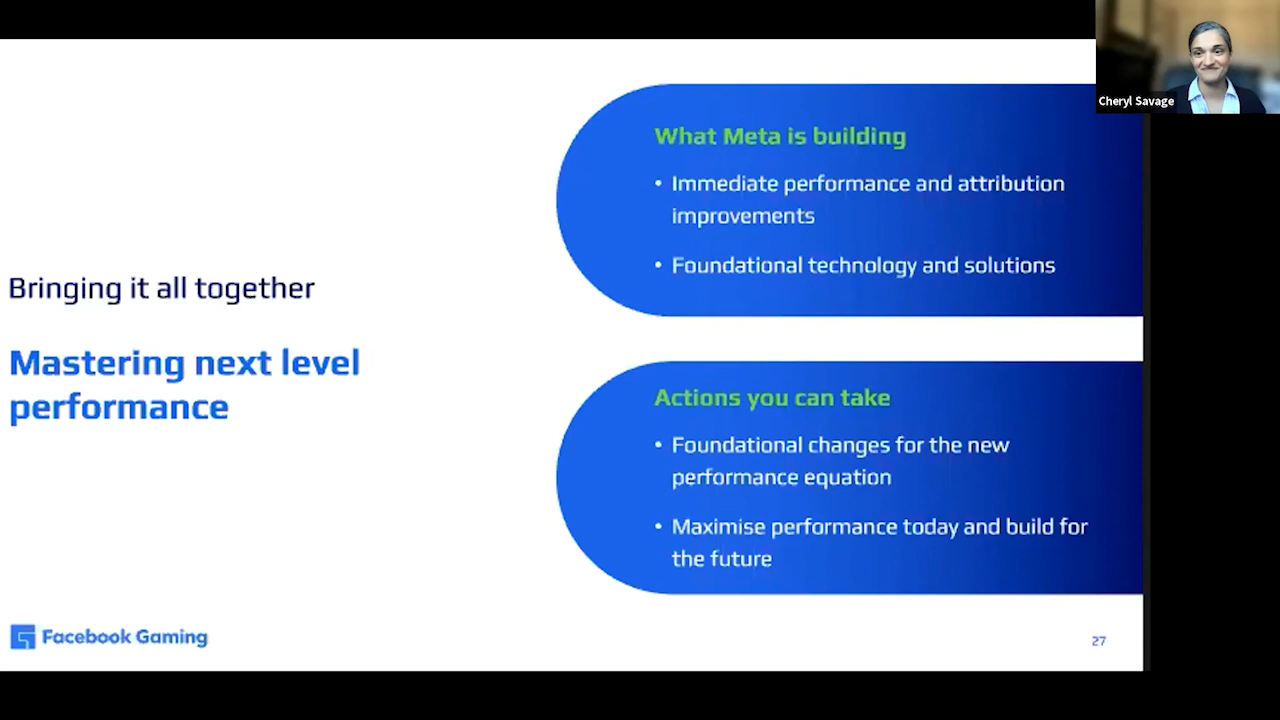 Cheryl Savage
What Meta is building
• Immediate performance and attribution
improvements
• Foundational technology and solutions
Bringing it all together
Mastering next level
performance
Actions you can take
• Foundational changes for the new
performance equation
• Maximise performance today and build for
the future
Facebook Gaming
27